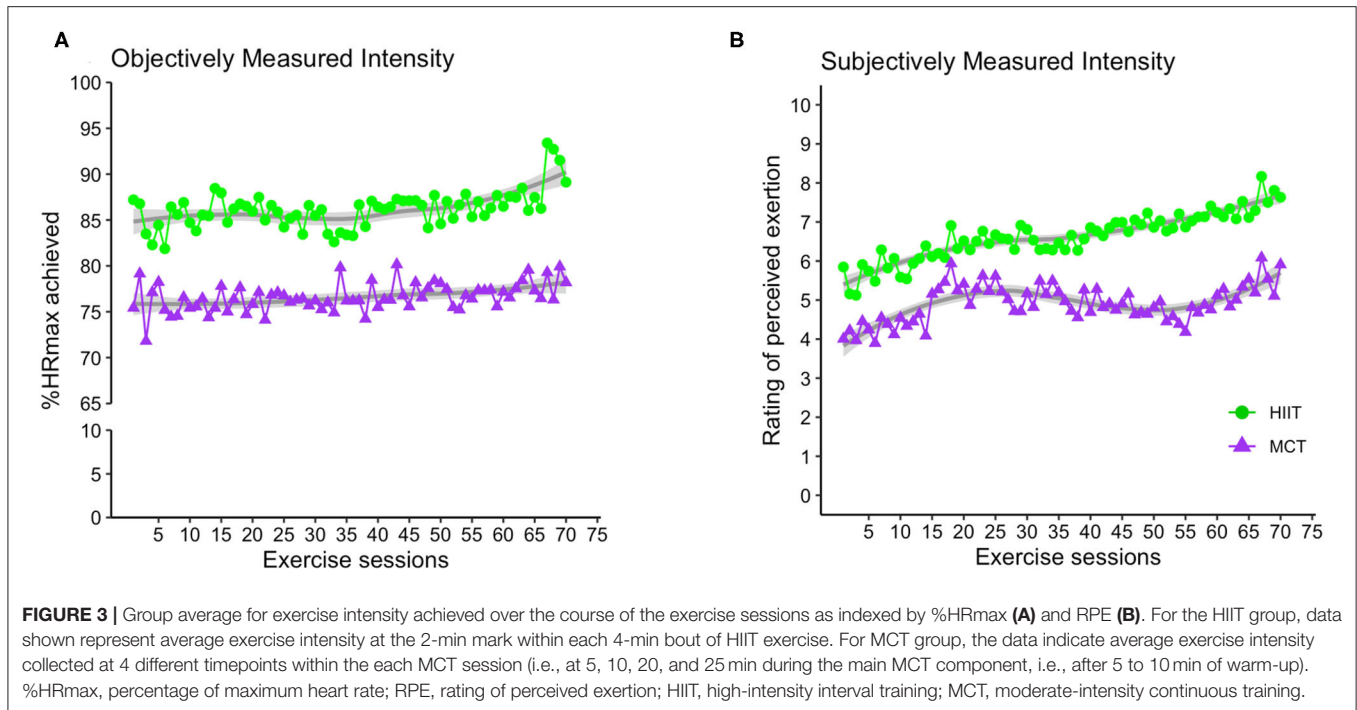 A
Objectively Measured Intensity
100
95
90
85
80
75
70
65
10
5
0
%HRmax achieved
5 10 15 20 25 30 35 40 45 50 55 60 65 70 75
Exercise sessions
B
Subjectively Measured Intensity
10
9
8
7
6
5
4
3
2
1
0
Rating of perceived exertion
HIIT
MCT
5 10 15 20 25 30 35 40 45 50 55 60 65 70 75
Exercise sessions
FIGURE 3 | Group average for exercise intensity achieved over the course of the exercise sessions as indexed by %HRmax (A) and RPE (B). For the HIIT group, data
shown represent average exercise intensity at the 2-min mark within each 4-min bout of HIIT exercise. For MCT group, the data indicate average exercise intensity
collected at 4 different timepoints within the each MCT session (i.e., at 5, 10, 20, and 25 min during the main MCT component, i.e., after 5 to 10 min of warm-up).
%HRmax, percentage of maximum heart rate; RPE, rating of perceived exertion; HIIT, high-intensity interval training; MCT, moderate-intensity continuous training.